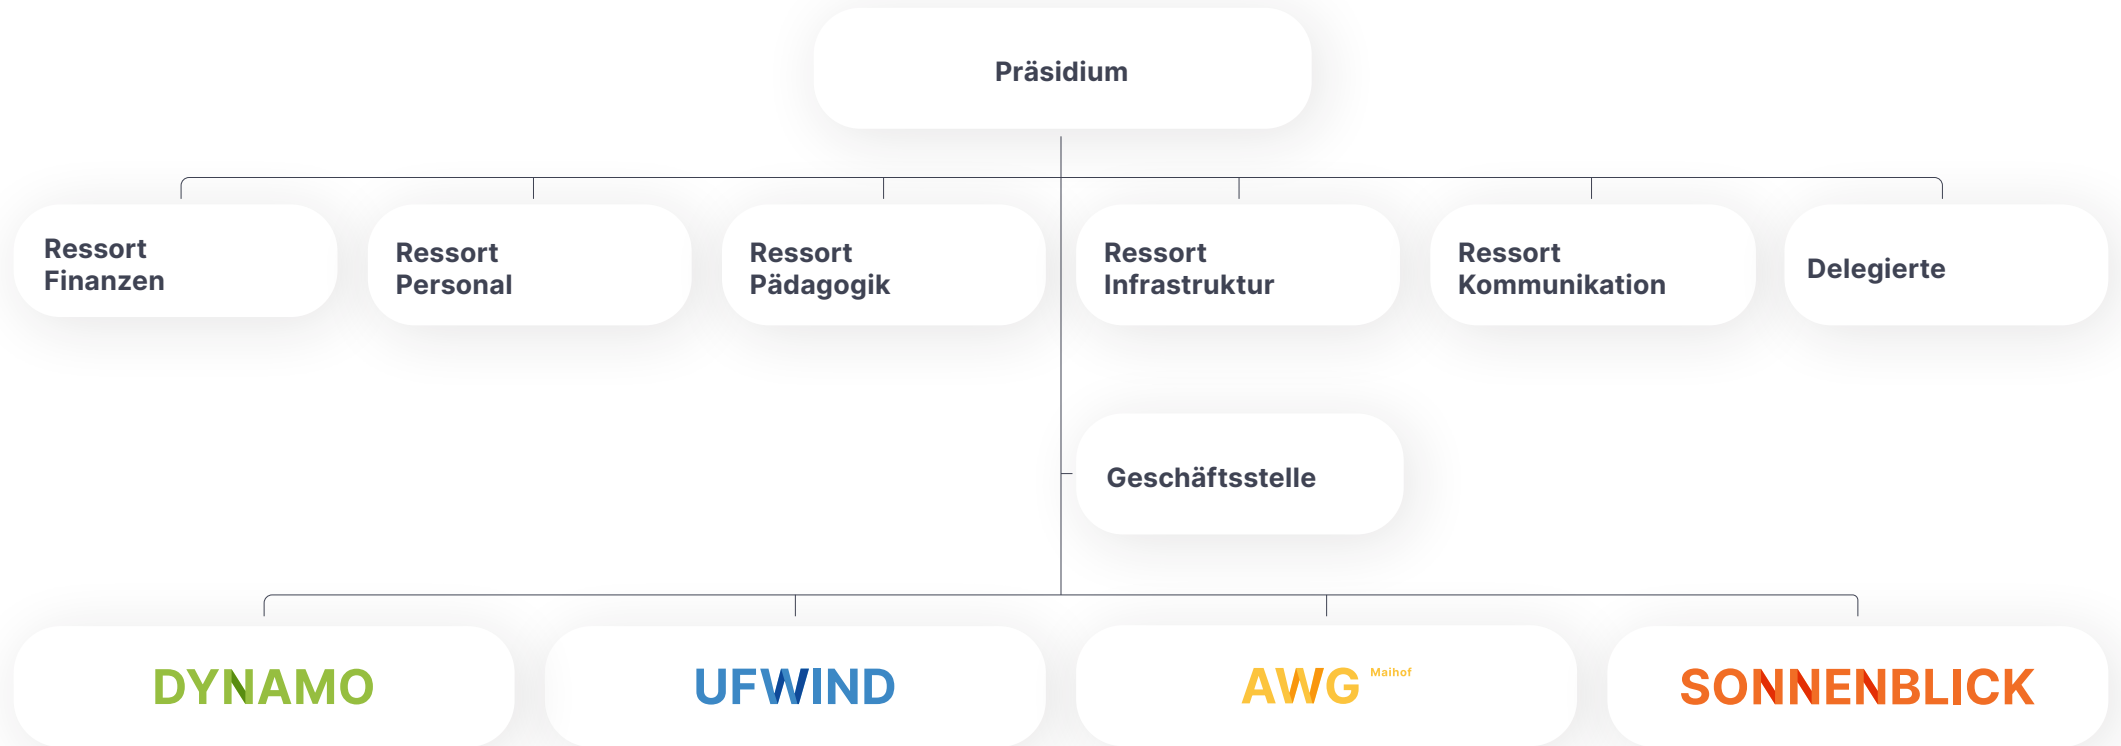 Präsidium
Ressort
Finanzen
Ressort
Personal
Ressort
Pädagogik
Ressort
Infrastruktur
Ressort
Kommunikation
Delegierte
Geschäftsstelle
DYNAMO
UFWIND
AWG Maihof
SONNENBLICK